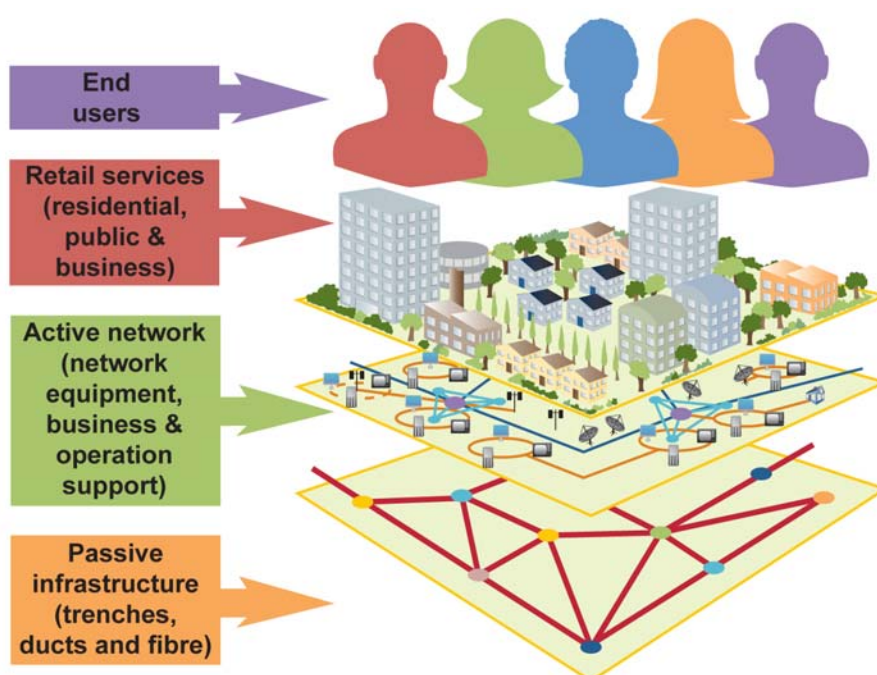 End
users
Retail services
(residential,
public &
business)
Active network
(network
equipment,
business &
operation
support)
Passive
infrastructure
(trenches,
ducts and fibre)